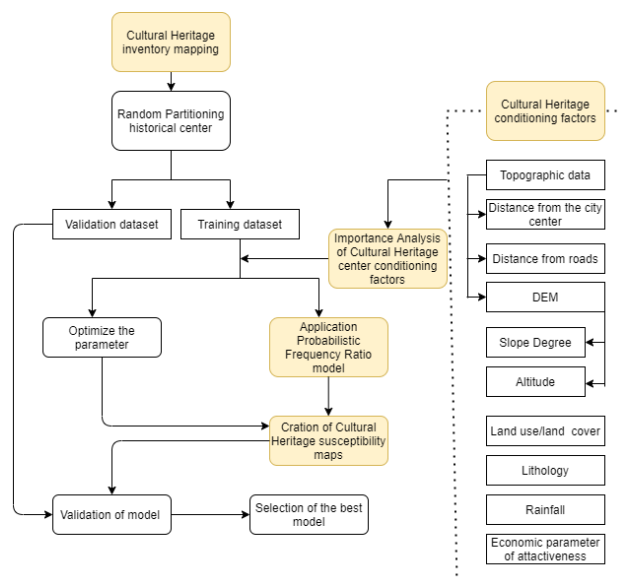 Cultural Heritage
inventory mapping
Random Partitioning
historical center
Validation dataset
Training dataset
Importance Analysis
of Cultural Heritage
center conditioning
factors
Optimize the
parameter
Application
Probabilistic
Frequency Ratio
model
Cration of Cultural
Heritage susceptibility
maps
Validation of model
Selection of the best
model
Cultural Heritage
conditioning factors
Topographic data
Distance from the city
center
Distance from roads
DEM
Slope Degree
Altitude
Land use/land cover
Lithology
Rainfall
Economic parameter
of attactiveness